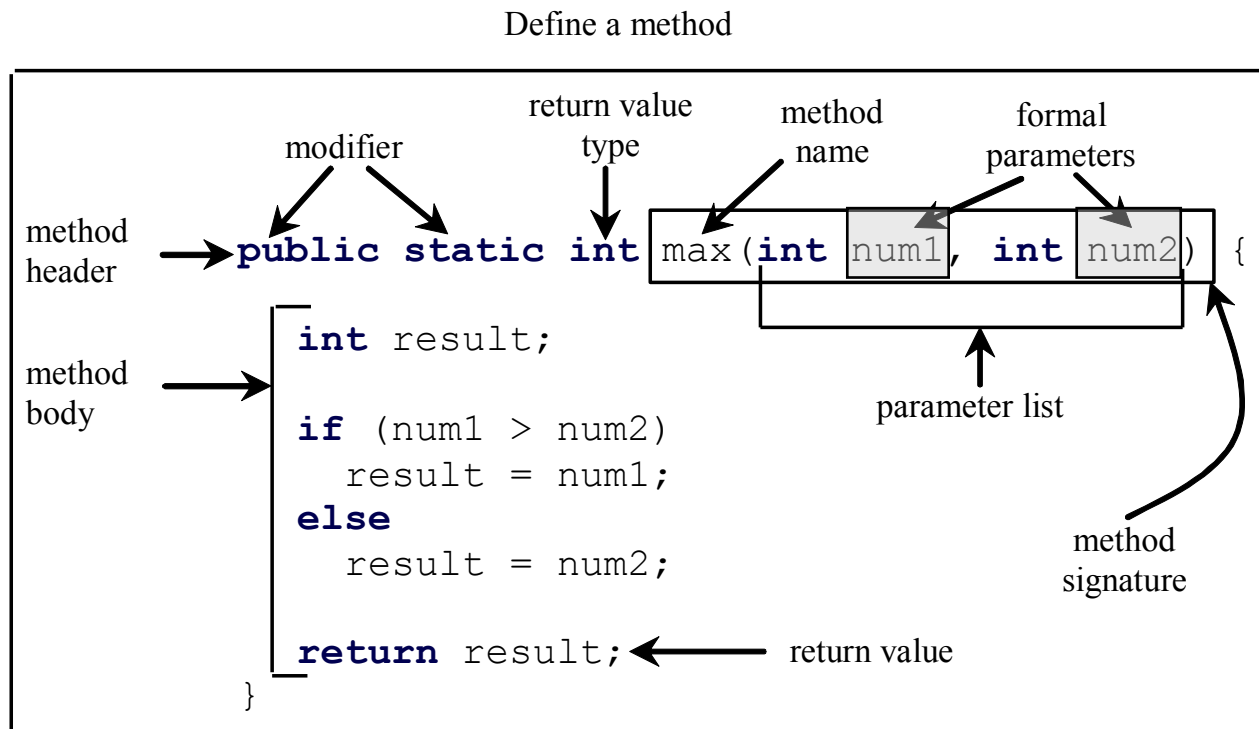 Define a method
return value
type
method
name
formal
parameters
modifier
method
header
public static int max(int num1, int num2) {
int result;
method
body
parameter list
if (num1 > num2)
result = num1;
else
result = num2;
method
signature
return result;
return value
}